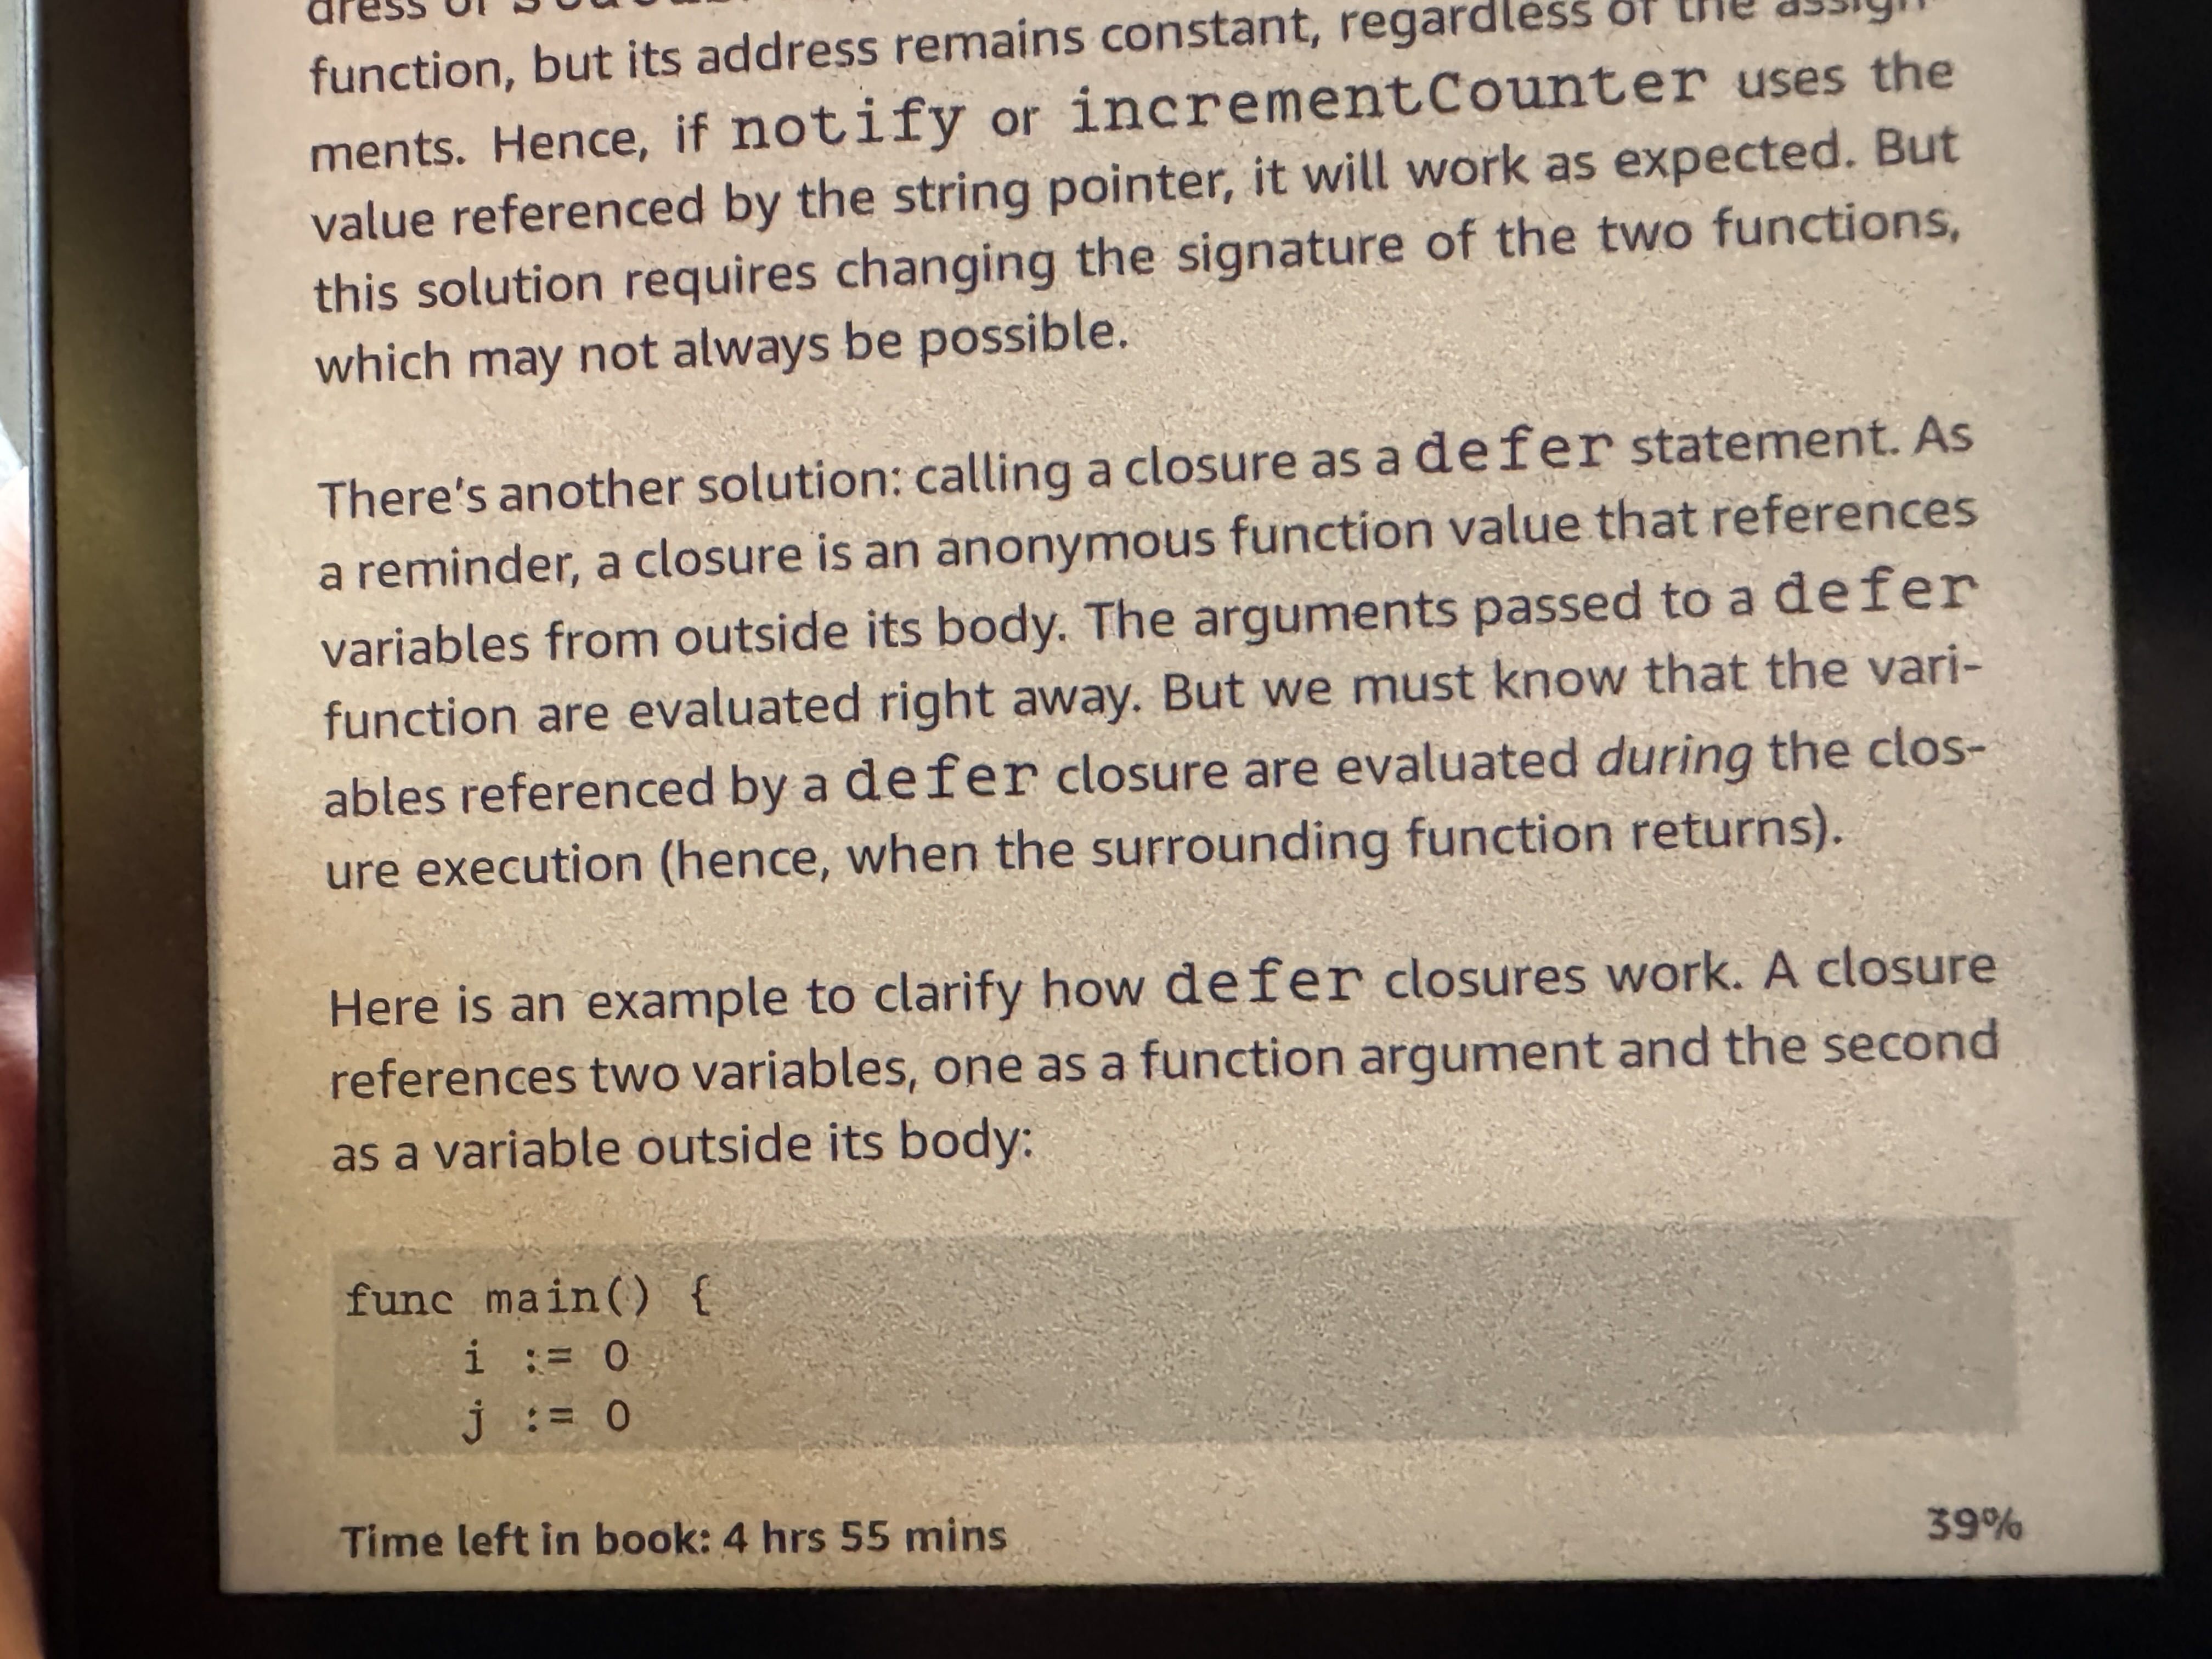 function, but its address remains constant, regardless of the assign
ments. Hence, if notify or incrementCounter uses the
value referenced by the string pointer, it will work as expected. But
this solution requires changing the signature of the two functions,
which may not always be possible.
There's another solution: calling a closure as a defer statement. As
a reminder, a closure is an anonymous function value that references
variables from outside its body. The arguments passed to a defer
function are evaluated right away. But we must know that the vari-
ables referenced by a defer closure are evaluated during the clos-
ure execution (hence, when the surrounding function returns).
Here is an example to clarify how defer closures work. A closure
references two variables, one as a function argument and the second
as a variable outside its body:
func main() {
i := 0
j := 0
Time left in book: 4 hrs 55 mins 39%